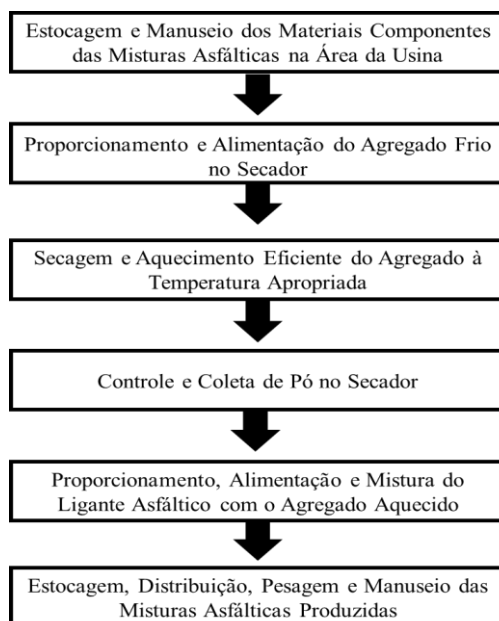 Estocagem e Manuseio dos Materiais Componentes
das Misturas Asfálticas na Área da Usina
Proporcionamento e Alimentação do Agregado Frio
no Secador
Secagem e Aquecimento Eficiente do Agregado à
Temperatura Apropriada
Controle e Coleta de Pó no Secador
Proporcionamento, Alimentação e Mistura do
Ligante Asfáltico com o Agregado Aquecido
Estocagem, Distribuição, Pesagem e Manuseio das
Misturas Asfálticas Produzidas